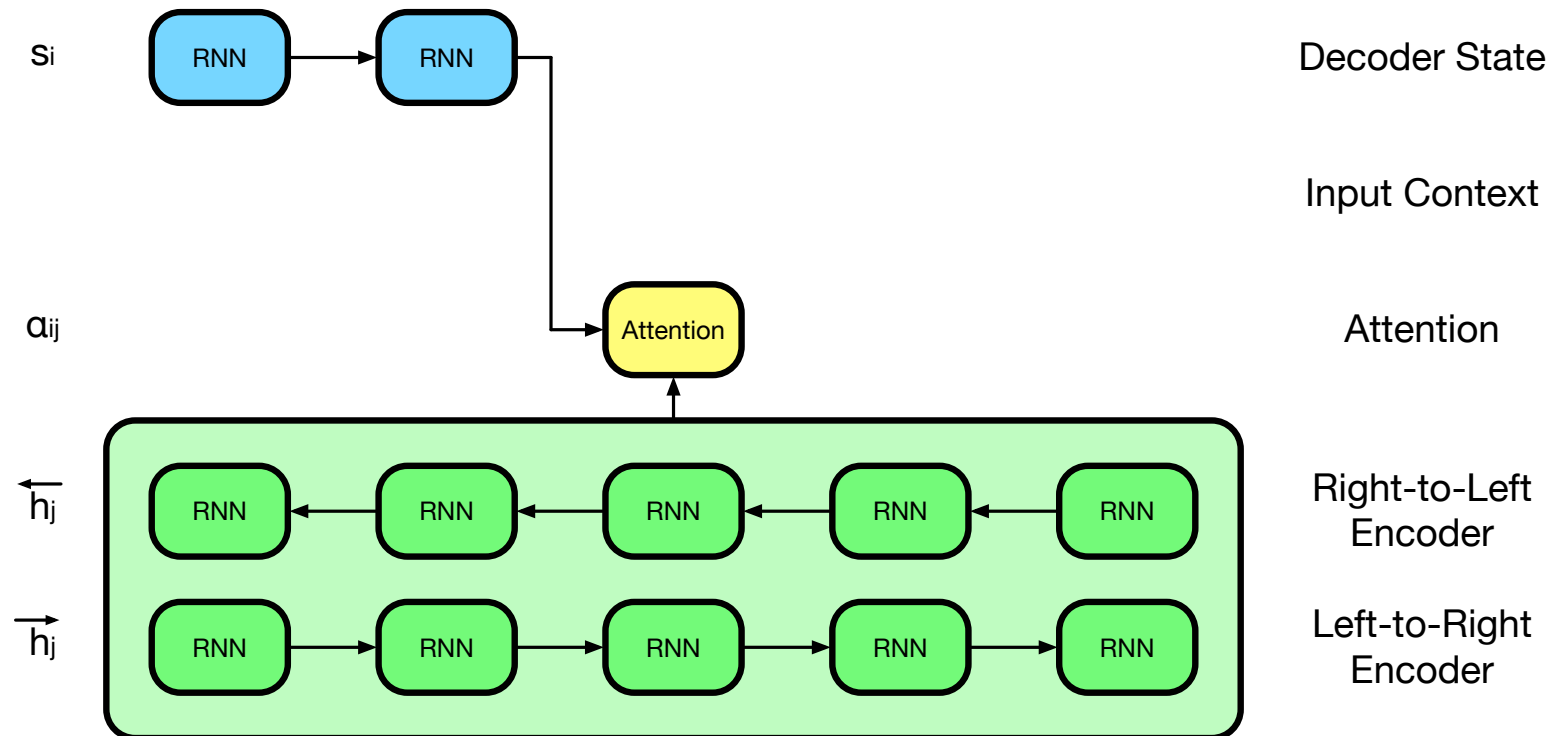 si RNN RNN Decoder State
Input Context
αij Attention Attention
hj RNN RNN RNN RNN RNN Right-to-Left
Encoder
hj RNN RNN RNN RNN RNN Left-to-Right
Encoder